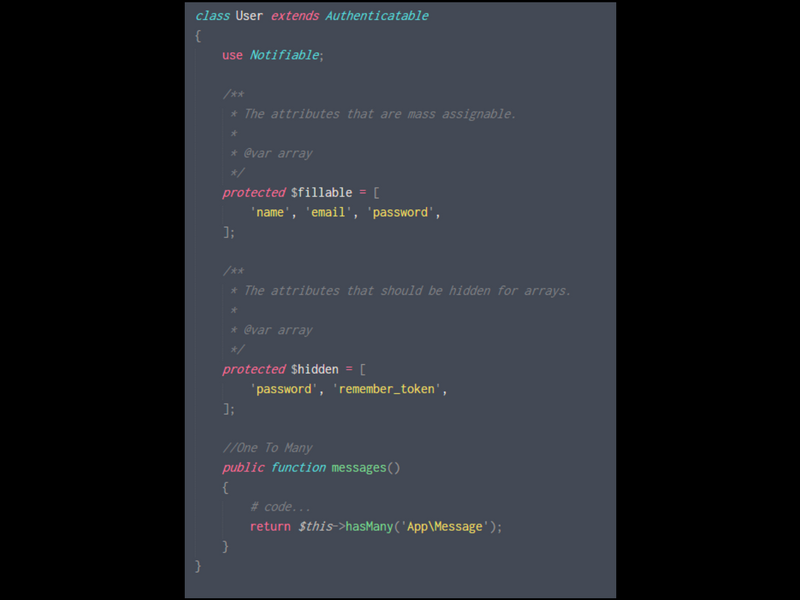 class User extends Authenticatable
{
    use Notifiable;

    /**
     * The attributes that are mass assignable.
     *
     * @var array
     */
    protected $fillable = [
        'name', 'email', 'password',
    ];

    /**
     * The attributes that should be hidden for arrays.
     *
     * @var array
     */
    protected $hidden = [
        'password', 'remember_token',
    ];

    //One To Many
    public function messages()
    {
        # code...
        return $this->hasMany('App\Message');
    }
}